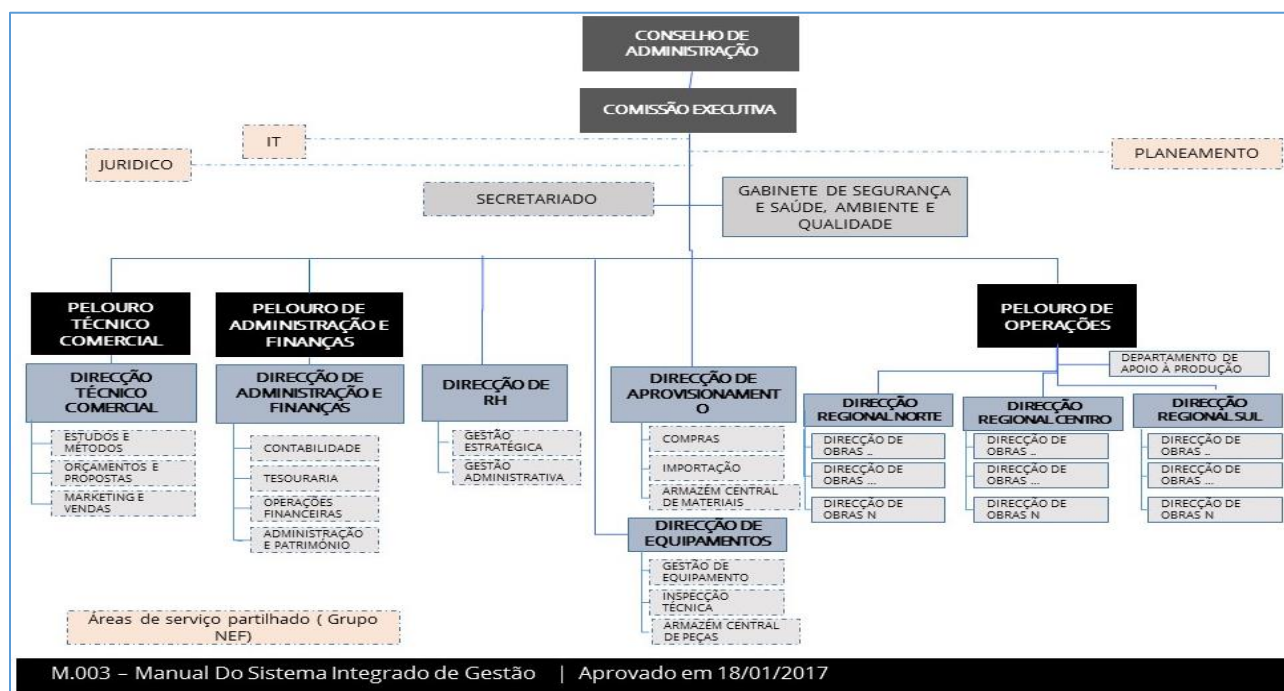 CONSELHO DE
ADMINISTRAÇÃO
COMISSÃO EXECUTIVA
IT
JURIDICO
PLANEAMENTO
SECRETARIADO
GABINETE DE SEGURANÇA
E SAÚDE, AMBIENTE E
QUALIDADE
PELOURO
TÉCNICO
COMERCIAL
PELOURO DE
ADMINISTRAÇÃO E
FINANÇAS
PELOURO DE
OPERAÇÕES
DEPARTAMENTO DE
APOIO À PRODUÇÃO
DIRECÇÃO
TÉCNICO
COMERCIAL
ESTUDOS E
MÉTODOS
ORÇAMENTOS E
PROPOSTAS
MARKETING E
VENDAS
DIRECÇÃO DE
ADMINISTRAÇÃO E
FINANÇAS
CONTABILIDADE
TESOURARIA
OPERAÇÕES
FINANCEIRAS
ADMINISTRAÇÃO
E PATRIMÓNIO
DIRECÇÃO DE
RH
GESTÃO
ESTRATÉGICA
GESTÃO
ADMINISTRATIVA
DIRECÇÃO DE
APROVISIONAMENT
O
COMPRAS
IMPORTAÇÃO
ARMAZÉM CENTRAL
DE MATERIAIS
DIRECÇÃO DE
EQUIPAMENTOS
GESTÃO DE
EQUIPAMENTO
INSPECÇÃO
TÉCNICA
ARMAZÉM CENTRAL
DE PEÇAS
DIRECÇÃO
REGIONAL NORTE
DIRECÇÃO DE
OBRAS ..
DIRECÇÃO DE
OBRAS ...
DIRECÇÃO DE
OBRAS N
DIRECÇÃO
REGIONAL CENTRO
DIRECÇÃO DE
OBRAS ..
DIRECÇÃO DE
OBRAS ...
DIRECÇÃO DE
OBRAS N
DIRECÇÃO
REGIONAL SUL
DIRECÇÃO DE
OBRAS ..
DIRECÇÃO DE
OBRAS ...
DIRECÇÃO DE
OBRAS N
Áreas de serviço partilhado ( Grupo
NEF)
M.003 – Manual Do Sistema Integrado de Gestão | Aprovado em 18/01/2017